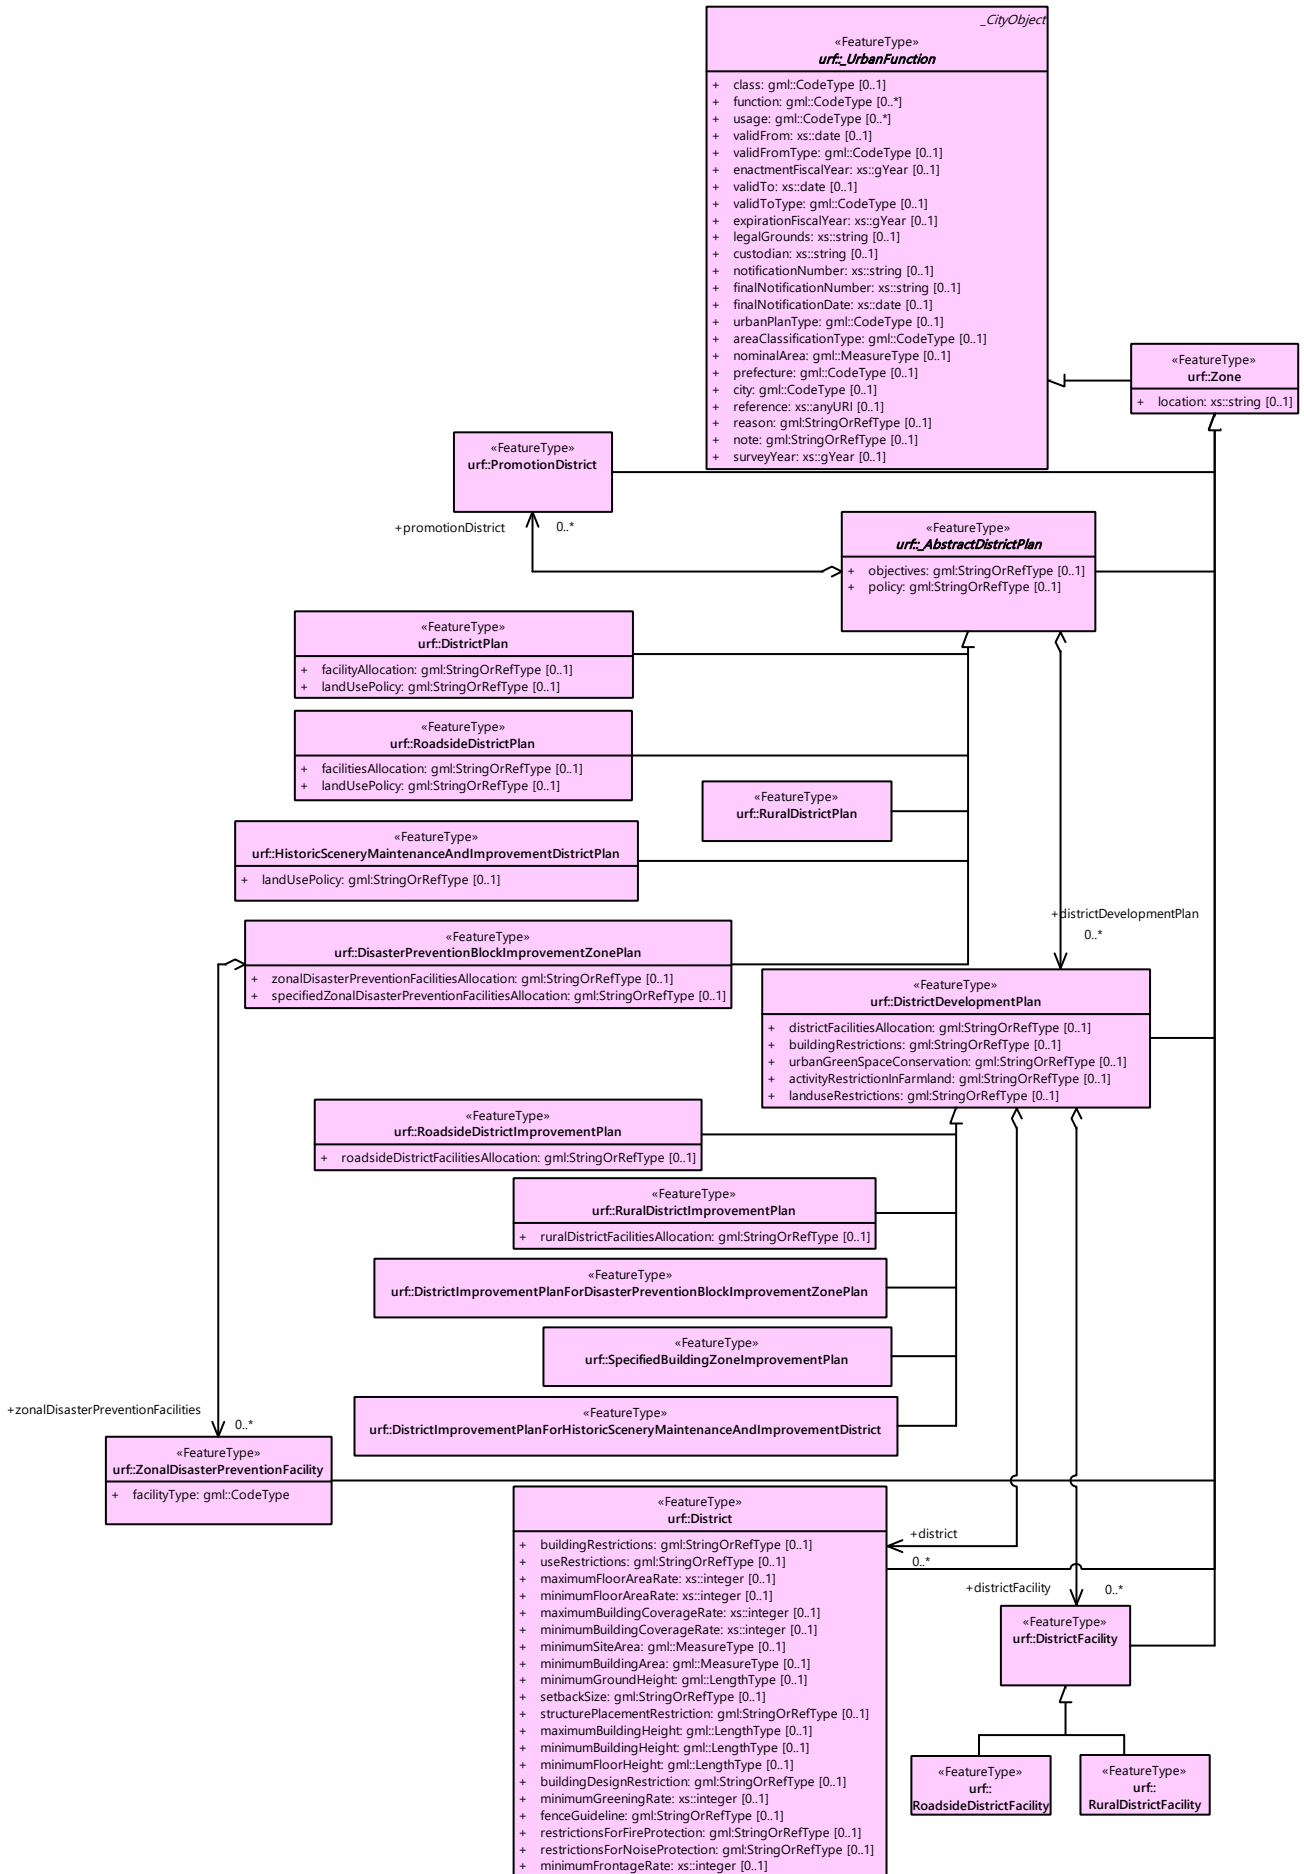 _CityObject
«FeatureType»
urf::_UrbanFunction
+ class: gml::CodeType [0..1]
+ function: gml::CodeType [0..*]
+ usage: gml::CodeType [0..*]
+ validFrom: xs::date [0..1]
+ validFromType: gml::CodeType [0..1]
+ enactmentFiscalYear: xs::gYear [0..1]
+ validTo: xs::date [0..1]
+ validToType: gml::CodeType [0..1]
+ expirationFiscalYear: xs::gYear [0..1]
+ legalGrounds: xs::string [0..1]
+ custodian: xs::string [0..1]
+ notificationNumber: xs::string [0..1]
+ finalNotificationNumber: xs::string [0..1]
+ finalNotificationDate: xs::date [0..1]
+ urbanPlanType: gml::CodeType [0..1]
+ areaClassificationType: gml::CodeType [0..1]
+ nominalArea: gml::MeasureType [0..1]
+ prefecture: gml::CodeType [0..1]
+ city: gml::CodeType [0..1]
+ reference: xs::anyURI [0..1]
+ reason: gml:StringOrRefType [0..1]
+ note: gml:StringOrRefType [0..1]
+ surveyYear: xs::gYear [0..1]
«FeatureType»
urf::Zone
+ location: xs::string [0..1]
«FeatureType»
urf::PromotionDistrict
+promotionDistrict
0..*
«FeatureType»
urf::_AbstractDistrictPlan
+ objectives: gml:StringOrRefType [0..1]
+ policy: gml:StringOrRefType [0..1]
«FeatureType»
urf::DistrictPlan
+ facilityAllocation: gml:StringOrRefType [0..1]
+ landUsePolicy: gml:StringOrRefType [0..1]
«FeatureType»
urf::RoadsideDistrictPlan
+ facilitiesAllocation: gml:StringOrRefType [0..1]
+ landUsePolicy: gml:StringOrRefType [0..1]
«FeatureType»
urf::RuralDistrictPlan
«FeatureType»
urf::HistoricSceneryMaintenanceAndImprovementDistrictPlan
+ landUsePolicy: gml:StringOrRefType [0..1]
+districtDevelopmentPlan
0..*
«FeatureType»
urf::DisasterPreventionBlockImprovementZonePlan
+ zonalDisasterPreventionFacilitiesAllocation: gml:StringOrRefType [0..1]
+ specifiedZonalDisasterPreventionFacilitiesAllocation: gml:StringOrRefType [0..1]
«FeatureType»
urf::DistrictDevelopmentPlan
+ districtFacilitiesAllocation: gml:StringOrRefType [0..1]
+ buildingRestrictions: gml:StringOrRefType [0..1]
+ urbanGreenSpaceConservation: gml:StringOrRefType [0..1]
+ activityRestrictionInFarmland: gml:StringOrRefType [0..1]
+ landuseRestrictions: gml:StringOrRefType [0..1]
«FeatureType»
urf::RoadsideDistrictImprovementPlan
+ roadsideDistrictFacilitiesAllocation: gml:StringOrRefType [0..1]
«FeatureType»
urf::RuralDistrictImprovementPlan
+ ruralDistrictFacilitiesAllocation: gml:StringOrRefType [0..1]
«FeatureType»
urf::DistrictImprovementPlanForDisasterPreventionBlockImprovementZonePlan
«FeatureType»
urf::SpecifiedBuildingZoneImprovementPlan
«FeatureType»
urf::DistrictImprovementPlanForHistoricSceneryMaintenanceAndImprovementDistrict
+zonalDisasterPreventionFacilities
0..*
«FeatureType»
urf::ZonalDisasterPreventionFacility
+ facilityType: gml::CodeType
«FeatureType»
urf::District
+ buildingRestrictions: gml:StringOrRefType [0..1]
+ useRestrictions: gml:StringOrRefType [0..1]
+ maximumFloorAreaRate: xs::integer [0..1]
+ minimumFloorAreaRate: xs::integer [0..1]
+ maximumBuildingCoverageRate: xs::integer [0..1]
+ minimumBuildingCoverageRate: xs::integer [0..1]
+ minimumSiteArea: gml::MeasureType [0..1]
+ minimumBuildingArea: gml::MeasureType [0..1]
+ minimumGroundHeight: gml::LengthType [0..1]
+ setbackSize: gml:StringOrRefType [0..1]
+ structurePlacementRestriction: gml:StringOrRefType [0..1]
+ maximumBuildingHeight: gml::LengthType [0..1]
+ minimumBuildingHeight: gml::LengthType [0..1]
+ minimumFloorHeight: gml::LengthType [0..1]
+ buildingDesignRestriction: gml:StringOrRefType [0..1]
+ minimumGreeningRate: xs::integer [0..1]
+ fenceGuideline: gml:StringOrRefType [0..1]
+ restrictionsForFireProtection: gml:StringOrRefType [0..1]
+ restrictionsForNoiseProtection: gml:StringOrRefType [0..1]
+ minimumFrontageRate: xs::integer [0..1]
+district
0..*
+districtFacility
0..*
«FeatureType»
urf::DistrictFacility
«FeatureType»
urf::
RoadsideDistrictFacility
«FeatureType»
urf::
RuralDistrictFacility